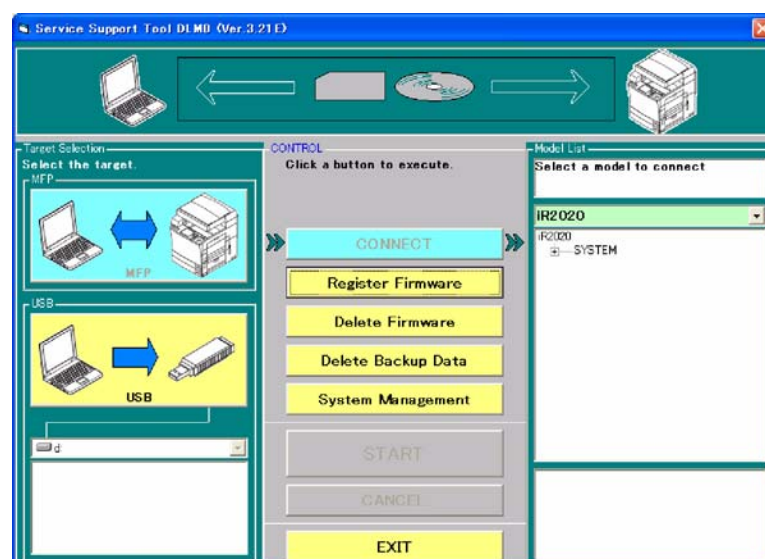 Service Support Tool DLMD (Ver.3.21E)
Target Selection
Select the target.
MFP
MFP
USB
USB
d
CONTROL
Click a button to execute.
CONNECT
Register Firmware
Delete Firmware
Delete Backup Data
System Management
START
CANCEL
EXIT
Model List
Select a model to connect
iR2020
iR2020
SYSTEM